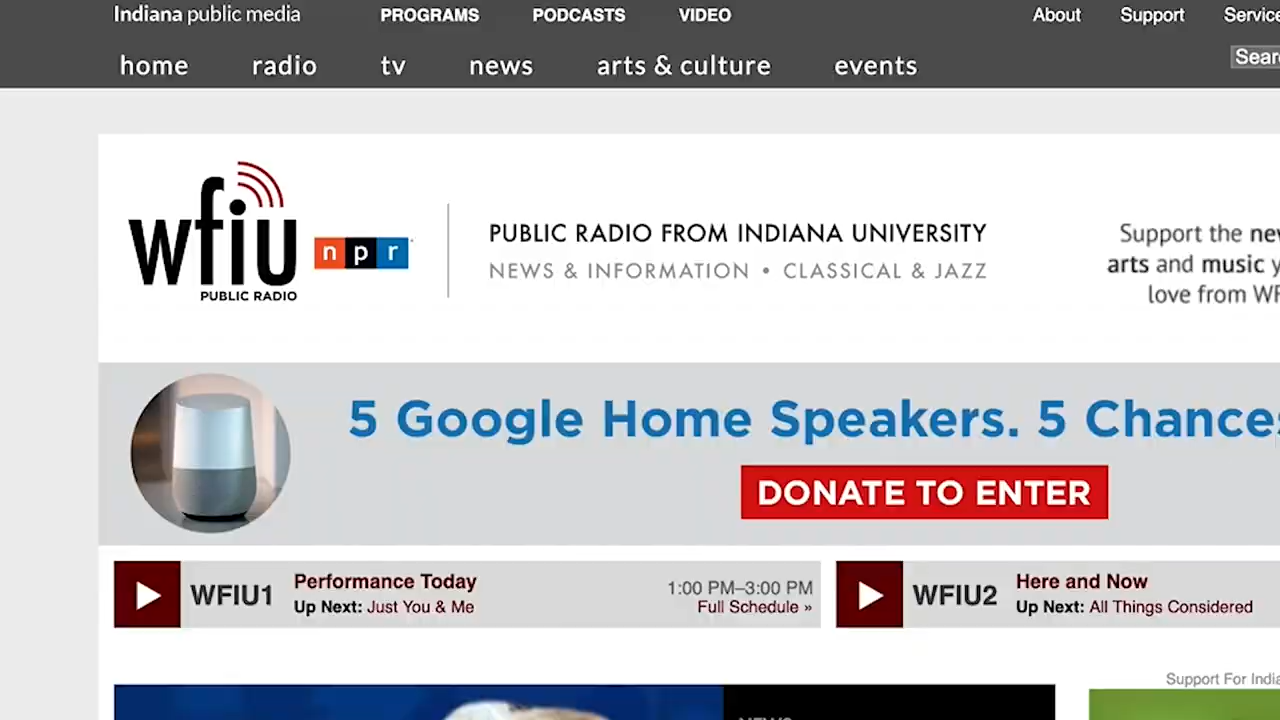 Indiana public media PROGRAMS PODCASTS VIDEO About Support
home radio tv news arts & culture events
wfiu
PUBLIC RADIO
npr
PUBLIC RADIO FROM INDIANA UNIVERSITY
NEWS & INFORMATION • CLASSICAL & JAZZ
Support the
arts and music
love from
5 Google Home Speakers. 5
DONATE TO ENTER
WFIU1
Performance Today
Up Next: Just You & Me
1:00 PM–3:00 PM
Full Schedule »
WFIU2
Here and Now
Up Next: All Things Considered
Support For